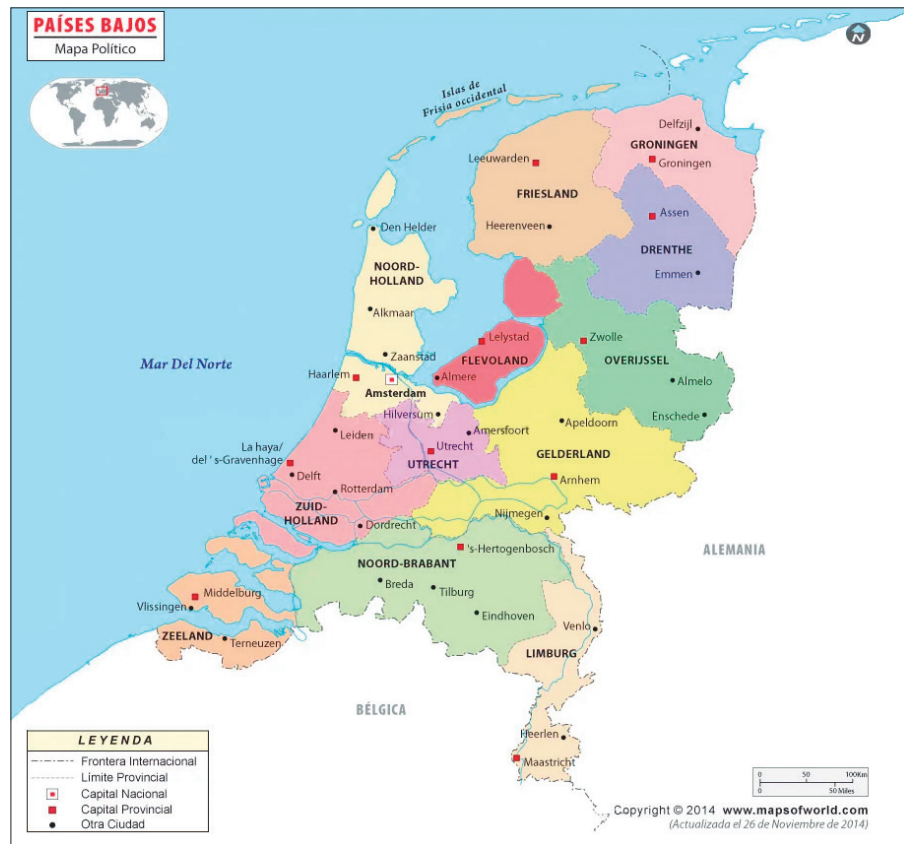 PAÍSES BAJOS
Mapa Político
N
Islas de
Frisia occidental
Delfzijl
GRONINGEN
Groningen
Leeuwarden
FRIESLAND
Assen
Heerenveen
DRENTHE
Den Helder
Emmen
NOORD-
HOLLAND
Alkmaar
Lelystad
Zwolle
Mar Del Norte
Zaanstad
FLEVOLAND
OVERIJSSEL
Haarlem
Almere
Almelo
Amsterdam
Hilversum
Enschede
Apeldoorn
Leiden
Amersfoort
La haya/
del ' s-Gravenhage
Utrecht
UTRECHT
GELDERLAND
Delft
Arnhem
Rotterdam
ZUID-
HOLLAND
Nijmegen
Dordrecht
's-Hertogenbosch
ALEMANIA
NOORD-BRABANT
Breda
Tilburg
Middelburg
Vlissingen
Eindhoven
Venlo
ZEELAND
Terneuzen
LIMBURG
BÉLGICA
Heerlen
Maastricht
LEYENDA
Frontera Internacional
Límite Provincial
Capital Nacional
Capital Provincial
Otra Ciudad
0 50 100Km
0 50 Miles
Copyright © 2014 www.mapsofworld.com
(Actualizada el 26 de Noviembre de 2014)